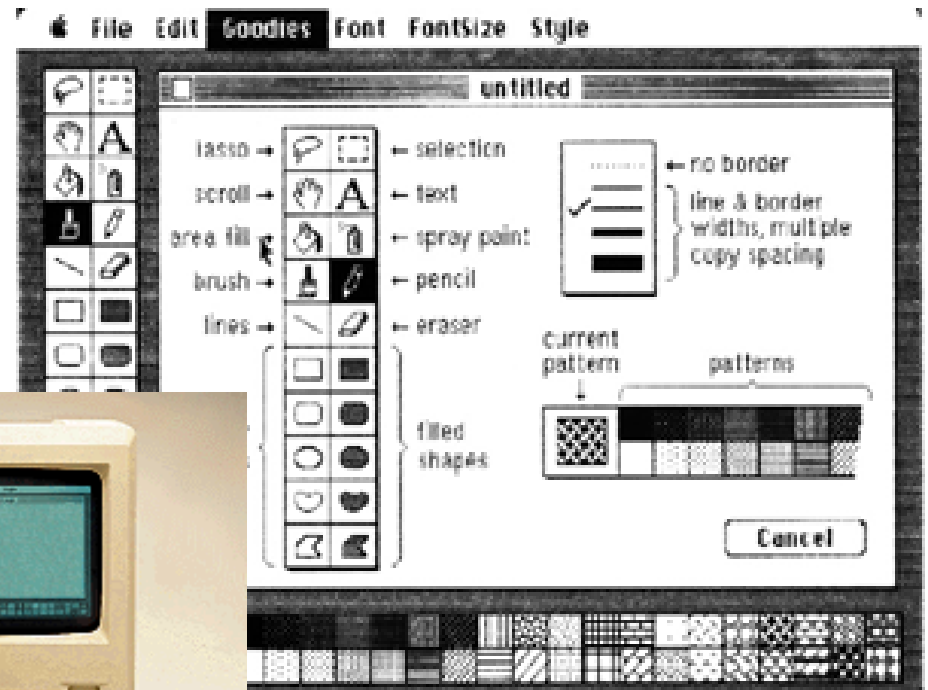 File Edit Goodies Font FontSize Style
untitled
lasso → ← selection
scroll → A ← text
area fill → ← spray paint
brush → ← pencil
lines → ← eraser
filled
shapes
← no border
line & border
widths, multiple
copy spacing
current
pattern
patterns
Cancel